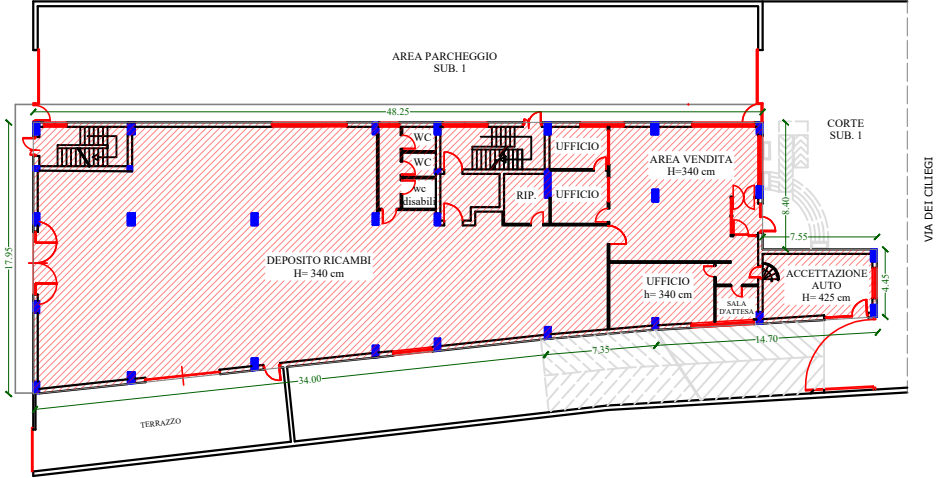 AREA PARCHEGGIO
SUB. 1
48.25
CORTE
SUB. 1
WC
UFFICIO
AREA VENDITA
H=340 cm
WC
wc
disabili
RIP.
UFFICIO
8.40
VIA DEI CILIEGI
7.55
17.95
DEPOSITO RICAMBI
H= 340 cm
UFFICIO
h= 340 cm
ACCETTAZIONE
AUTO
H= 425 cm
4.45
SALA
D'ATTESA
14.70
7.35
34.00
TERRAZZO